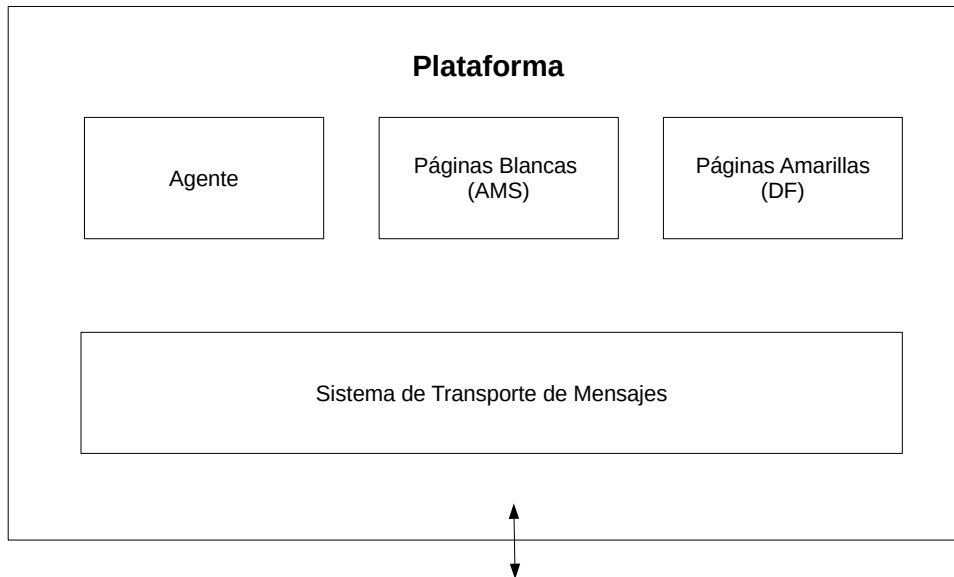 Plataforma
Agente
Páginas Blancas
(AMS)
Páginas Amarillas
(DF)
Sistema de Transporte de Mensajes